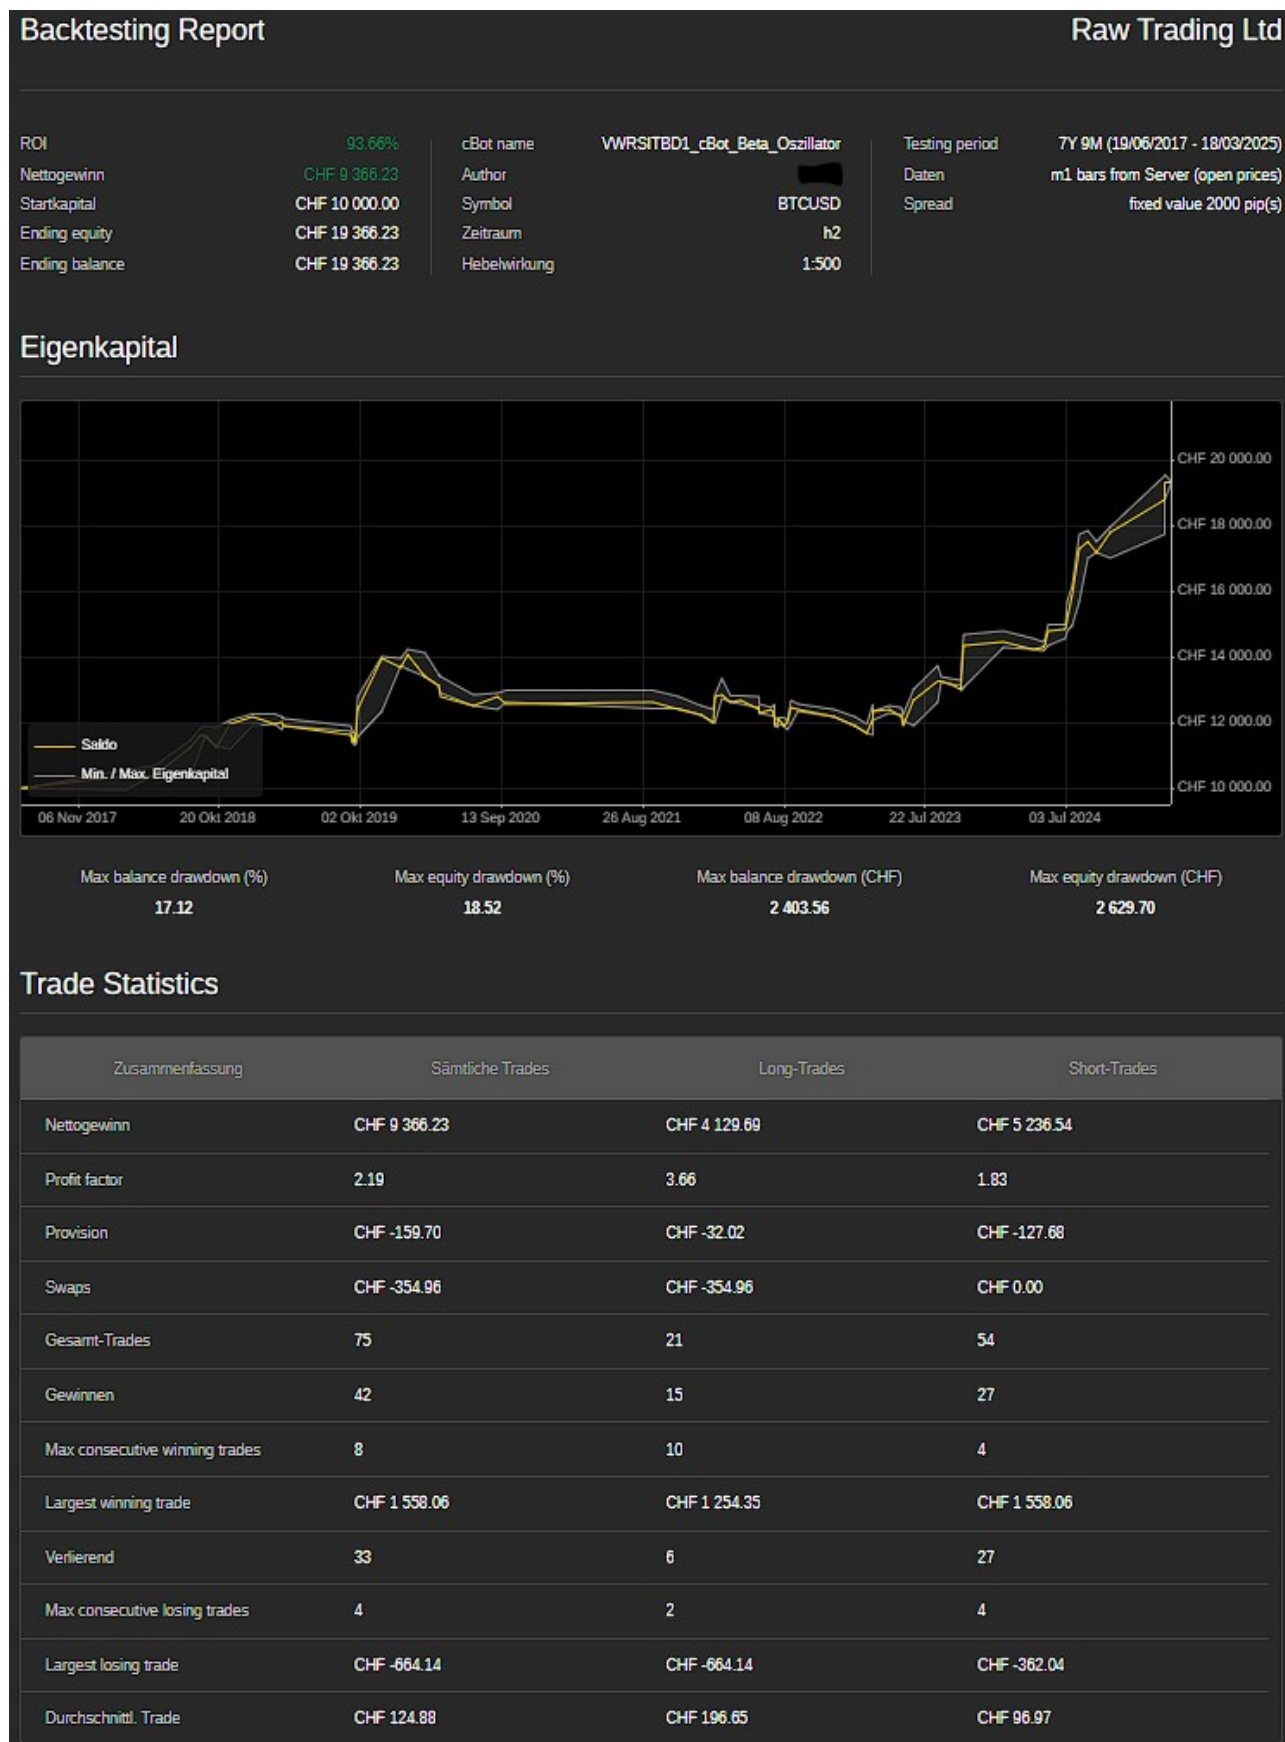 Backtesting Report Raw Trading Ltd
ROI 93.66% cBot name VWRSITBD1_cBot_Beta_Oszillator Testing period 7Y 9M (19/06/2017 - 18/03/2025)
Nettogewinn CHF 9 366.23 Author Daten m1 bars from Server (open prices)
Startkapital CHF 10 000.00 Symbol BTCUSD Spread fixed value 2000 pip(s)
Ending equity CHF 19 366.23 Zeitraum h2
Ending balance CHF 19 366.23 Hebelwirkung 1:500
Eigenkapital
CHF 20 000.00
CHF 18 000.00
CHF 16 000.00
CHF 14 000.00
CHF 12 000.00
CHF 10 000.00
Saldo
Min. / Max. Eigenkapital
06 Nov 2017 20 Okt 2018 02 Okt 2019 13 Sep 2020 26 Aug 2021 08 Aug 2022 22 Jul 2023 03 Jul 2024
Max balance drawdown (%) Max equity drawdown (%) Max balance drawdown (CHF) Max equity drawdown (CHF)
17.12 18.52 2 403.56 2 629.70
Trade Statistics
Zusammenfassung Sämtliche Trades Long-Trades Short-Trades
Nettogewinn CHF 9 366.23 CHF 4 129.69 CHF 5 236.54
Profit factor 2.19 3.66 1.83
Provision CHF -159.70 CHF -32.02 CHF -127.68
Swaps CHF -354.96 CHF -354.96 CHF 0.00
Gesamt-Trades 75 21 54
Gewinnen 42 15 27
Max consecutive winning trades 8 10 4
Largest winning trade CHF 1 558.06 CHF 1 254.35 CHF 1 558.06
Verlierend 33 6 27
Max consecutive losing trades 4 2 4
Largest losing trade CHF -664.14 CHF -664.14 CHF -362.04
Durchschnittl. Trade CHF 124.88 CHF 196.65 CHF 96.97